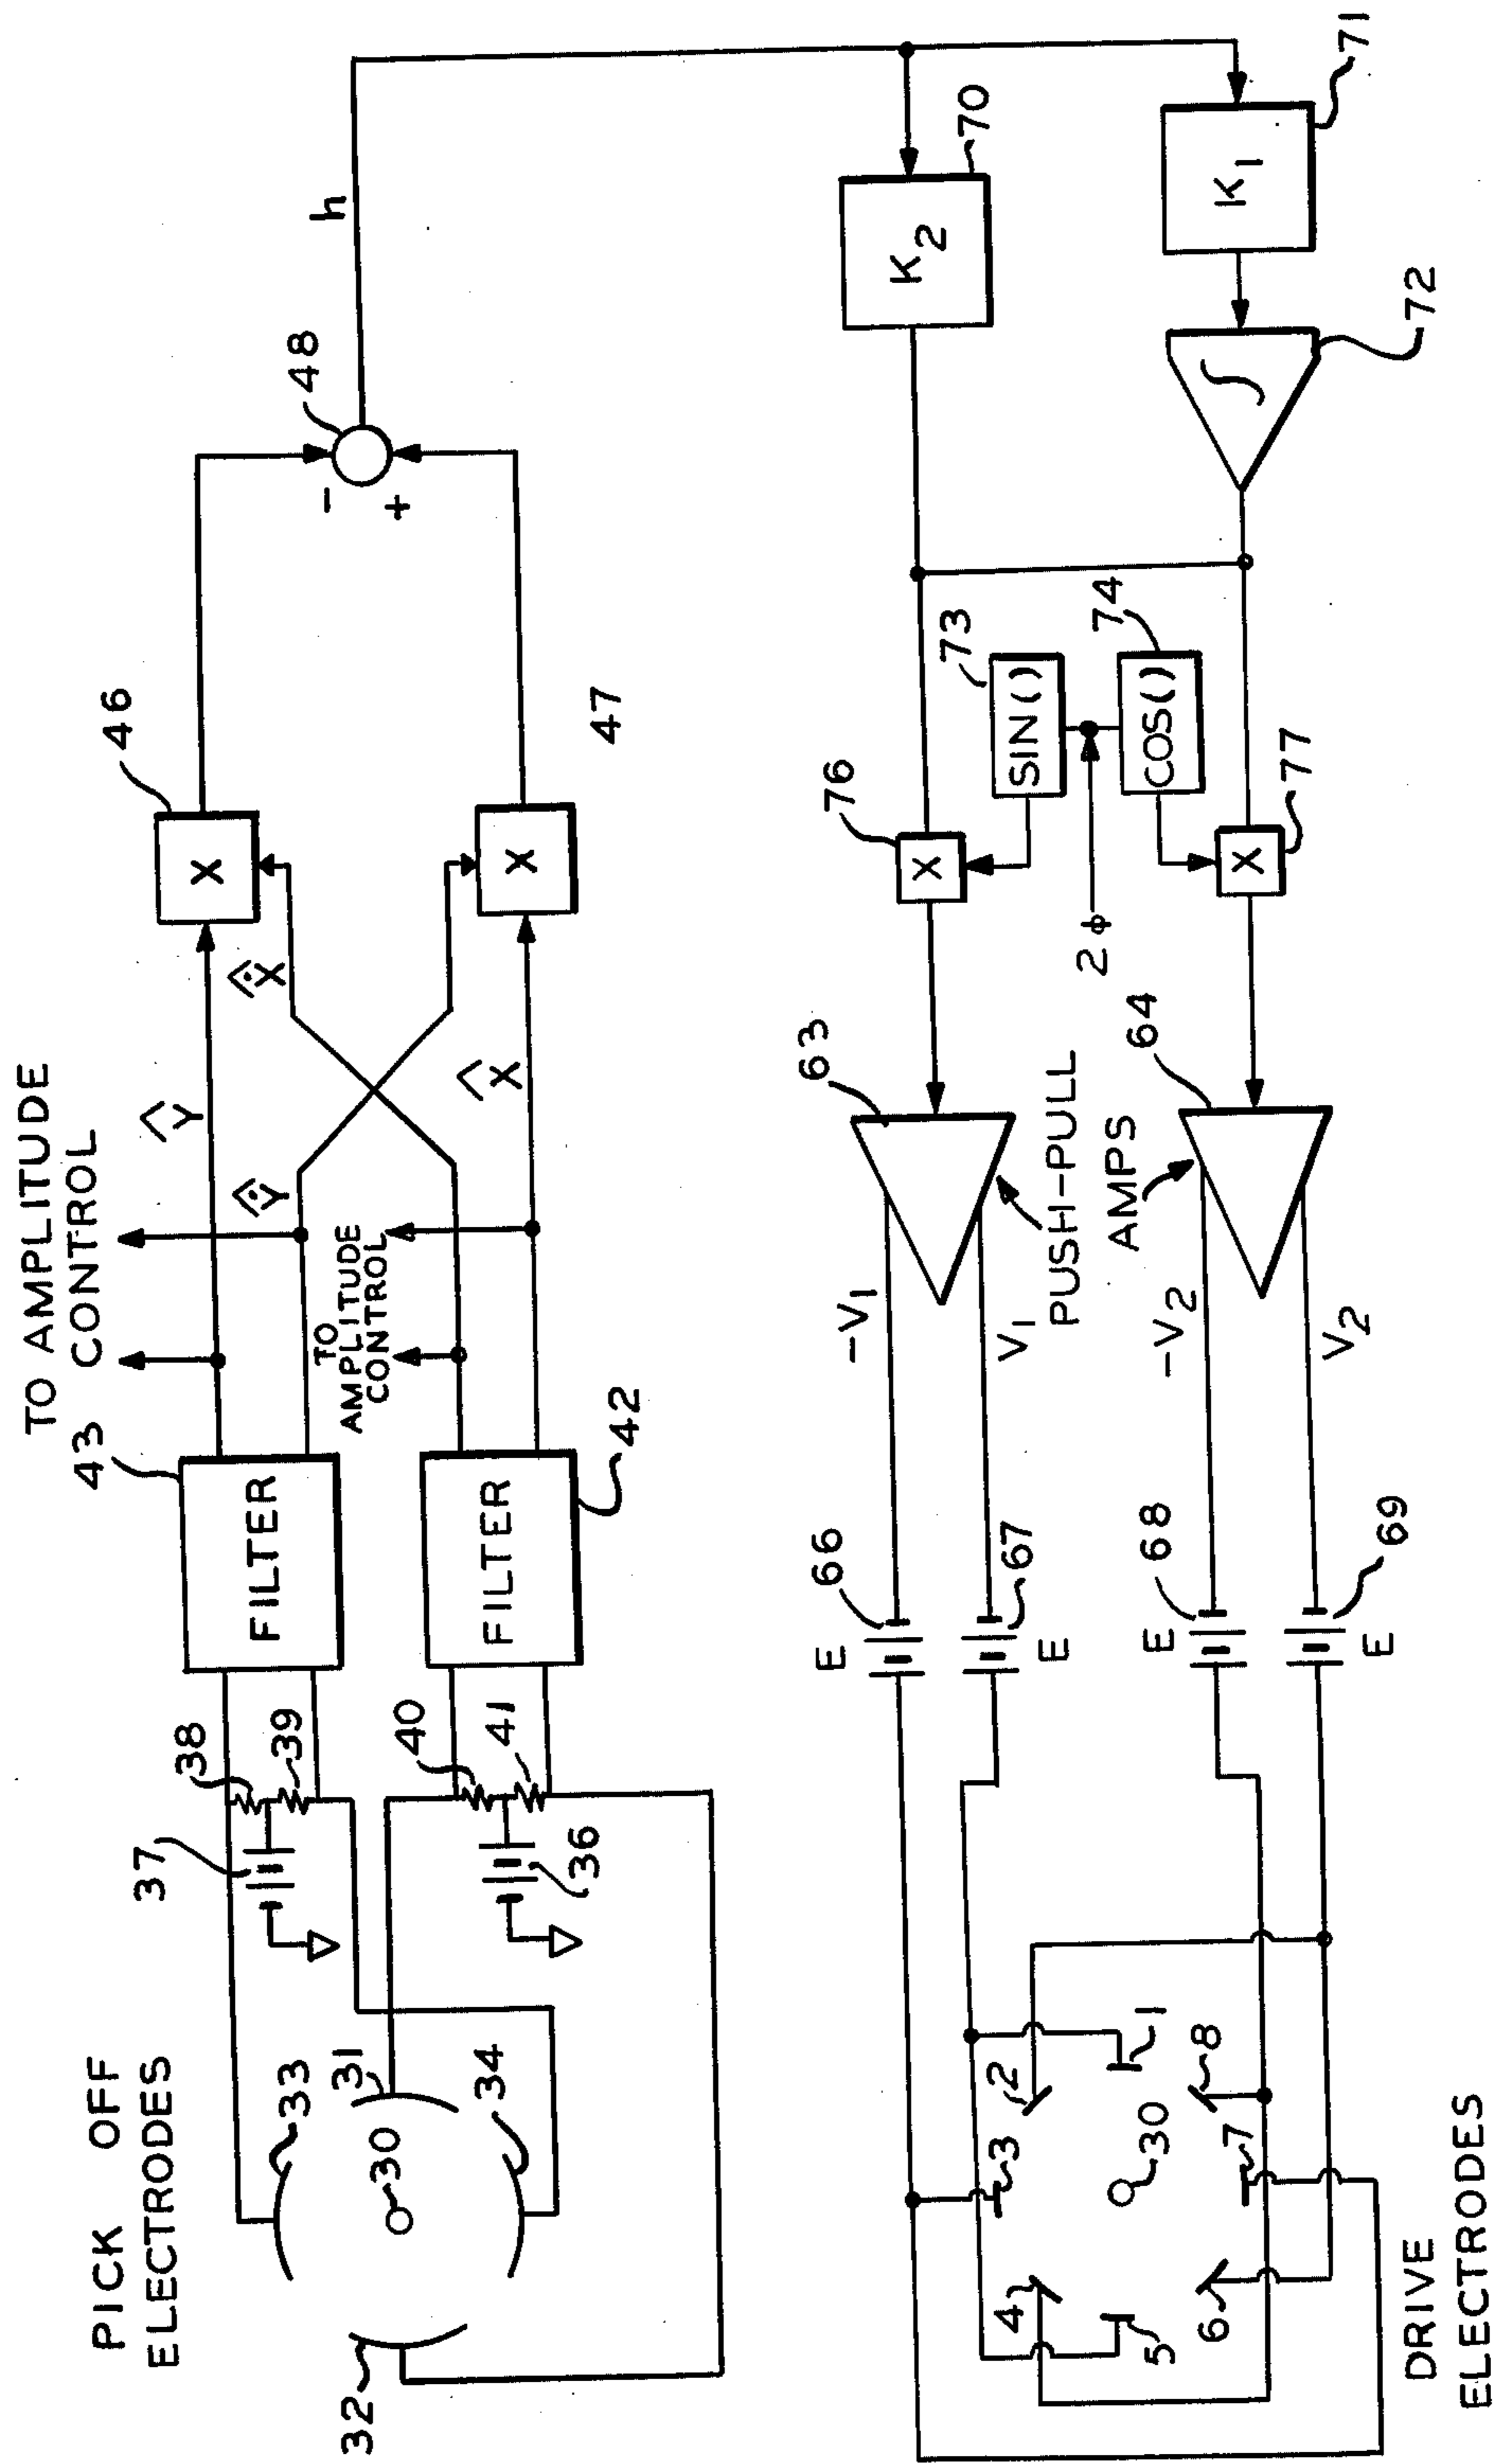 PICK OFF
ELECTRODES
TO AMPLITUDE
CONTROL
TO
AMPLITUDE
CONTROL
33
31
30
34
32
37
38
39
40
41
36
43
FILTER
FILTER
42
Ŷ
Ẏ̂
Ẋ̂
X̂
46
X
X
47
48
-
+
h
DRIVE
ELECTRODES
1
2
3
4
5
6
7
8
30
66
E
67
E
68
E
69
E
-V1
V1
-V2
V2
63
PUSH-PULL
AMPS
64
76
X
77
X
2ϕ
73
SIN()
74
COS()
K2
70
K1
71
∫
72